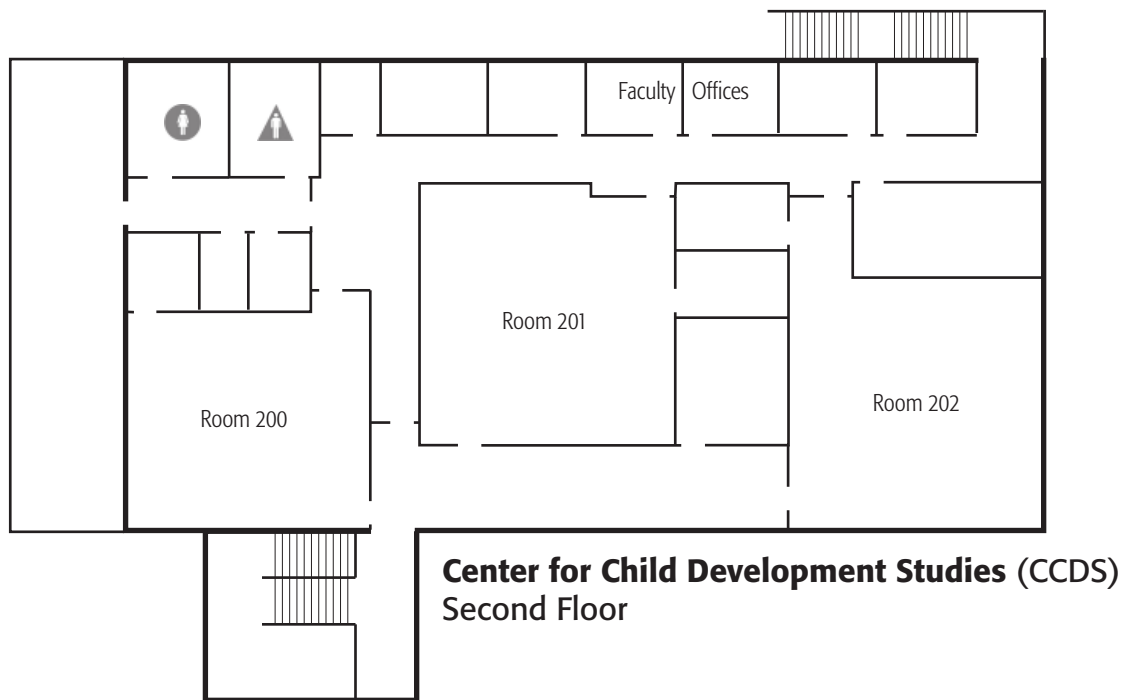 Faculty Offices
Room 201
Room 200
Room 202
Center for Child Development Studies (CCDS)
Second Floor